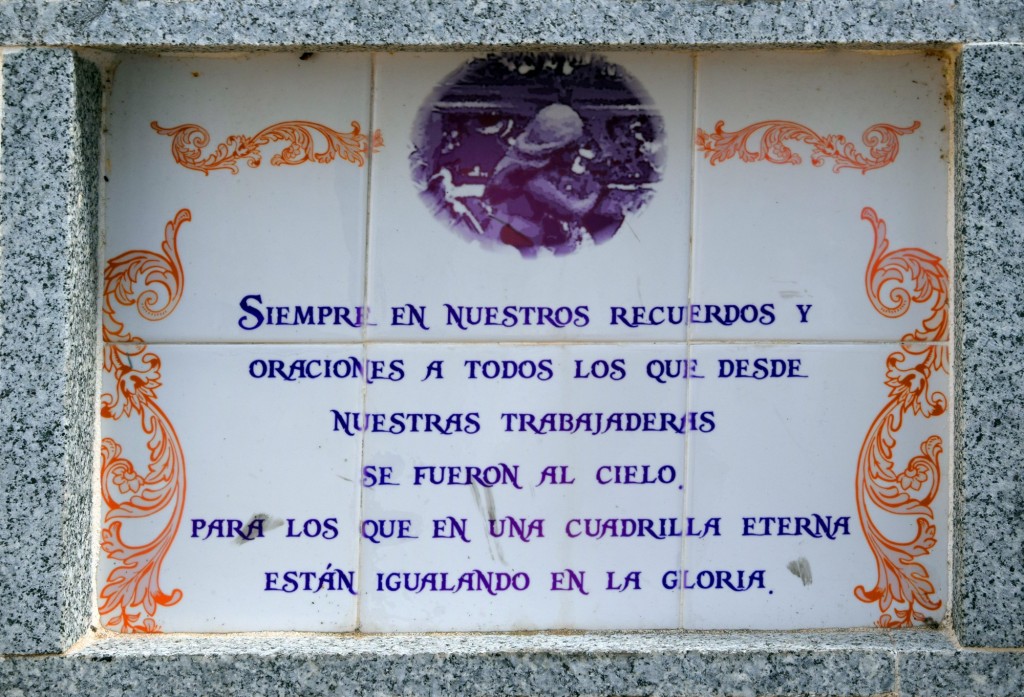 Siempre en nuestros recuerdos y
oraciones a todos los que desde
nuestras trabajaderas
se fueron al cielo.
para los que en una cuadrilla eterna
están igualando en la gloria.